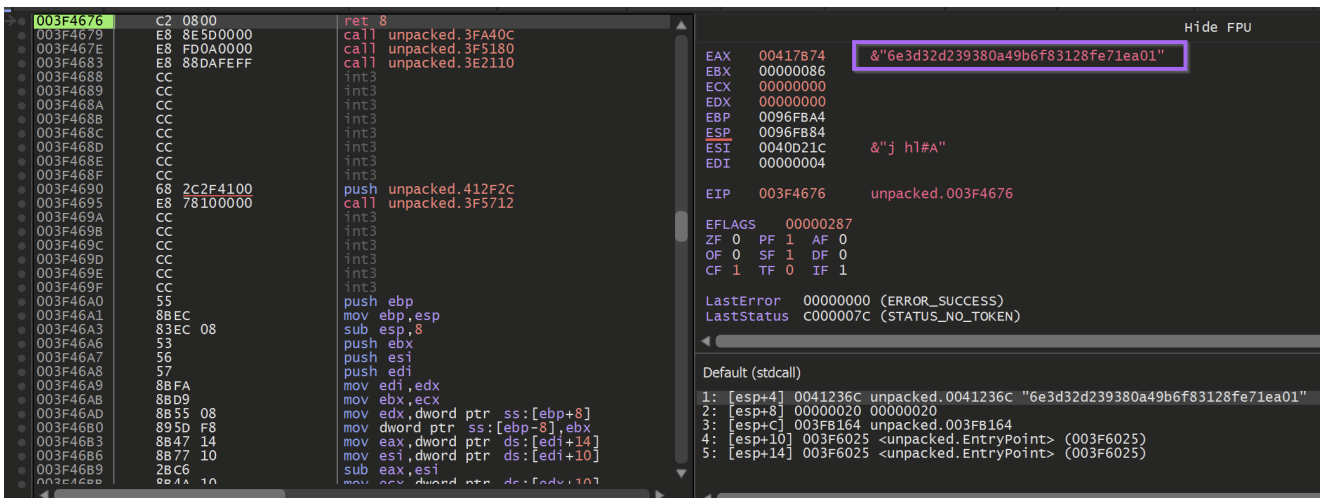 003F4676 C2 0800 ret 8
003F4679 E8 8E5D0000 call unpacked.3FA40C
003F467E E8 FD0A0000 call unpacked.3F5180
003F4683 E8 88DAFEFF call unpacked.3E2110
003F4688 CC int3
003F4689 CC int3
003F468A CC int3
003F468B CC int3
003F468C CC int3
003F468D CC int3
003F468E CC int3
003F468F CC int3
003F4690 68 2C2F4100 push unpacked.412F2C
003F4695 E8 78100000 call unpacked.3F5712
003F469A CC int3
003F469B CC int3
003F469C CC int3
003F469D CC int3
003F469E CC int3
003F469F CC int3
003F46A0 55 push ebp
003F46A1 8BEC mov ebp,esp
003F46A3 83EC 08 sub esp,8
003F46A6 53 push ebx
003F46A7 56 push esi
003F46A8 57 push edi
003F46A9 8BFA mov edi,edx
003F46AB 8BD9 mov ebx,ecx
003F46AD 8B55 08 mov edx,dword ptr ss:[ebp+8]
003F46B0 895D F8 mov dword ptr ss:[ebp-8],ebx
003F46B3 8B47 14 mov eax,dword ptr ds:[edi+14]
003F46B6 8B77 10 mov esi,dword ptr ds:[edi+10]
003F46B9 2BC6 sub eax,esi
003F46BB 8B4A 10 mov ecx,dword ptr ds:[edx+10]
Hide FPU
EAX 00417B74 &"6e3d32d239380a49b6f83128fe71ea01"
EBX 00000086
ECX 00000000
EDX 00000000
EBP 0096FBA4
ESP 0096FB84
ESI 0040D21C &"j hl#A"
EDI 00000004
EIP 003F4676 unpacked.003F4676
EFLAGS 00000287
ZF 0 PF 1 AF 0
OF 0 SF 1 DF 0
CF 1 TF 0 IF 1
LastError 00000000 (ERROR_SUCCESS)
LastStatus C000007C (STATUS_NO_TOKEN)
Default (stdcall)
1: [esp+4] 0041236C unpacked.0041236C "6e3d32d239380a49b6f83128fe71ea01"
2: [esp+8] 00000020 00000020
3: [esp+C] 003FB164 unpacked.003FB164
4: [esp+10] 003F6025 <unpacked.EntryPoint> (003F6025)
5: [esp+14] 003F6025 <unpacked.EntryPoint> (003F6025)